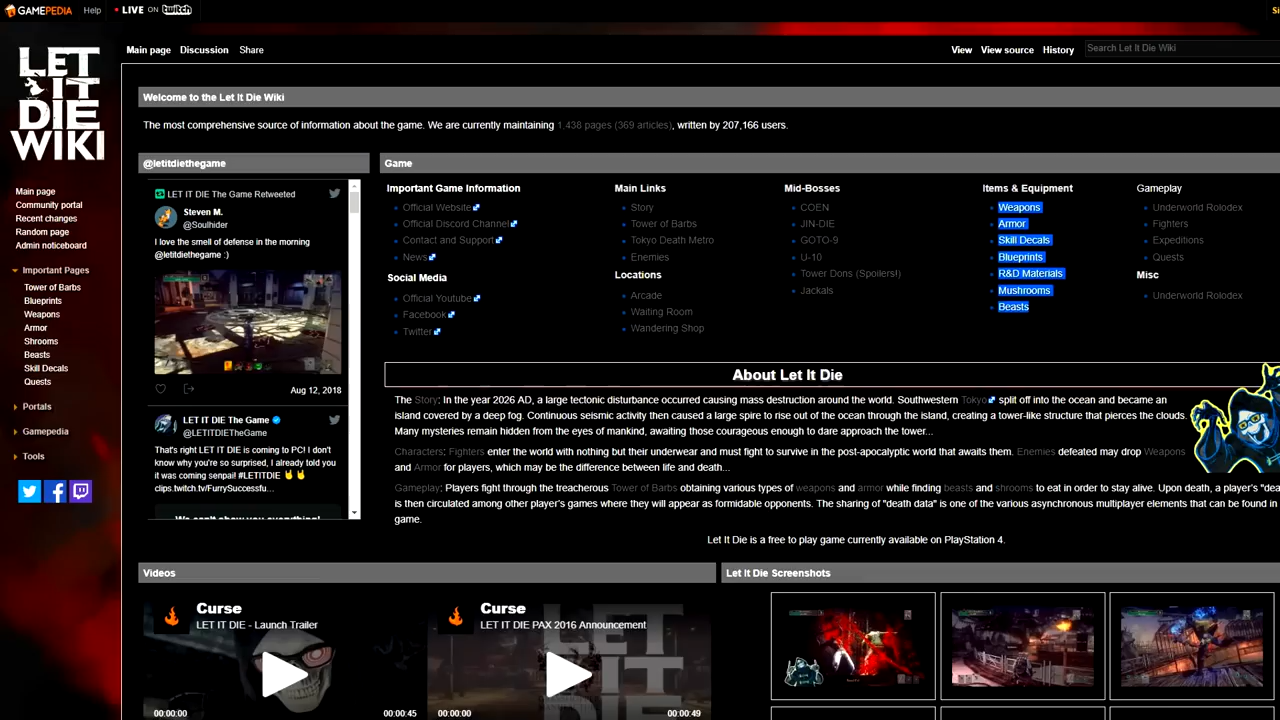 GAMEPEDIA
Help
LIVE ON twitch
LET IT DIE WIKI
Main page
Discussion
Share
View
View source
History
Search Let It Die Wiki
Main page
Community portal
Recent changes
Random page
Admin noticeboard
Important Pages
Tower of Barbs
Blueprints
Weapons
Armor
Shrooms
Beasts
Skill Decals
Quests
Portals
Gamepedia
Tools
Welcome to the Let It Die Wiki
The most comprehensive source of information about the game. We are currently maintaining 1,438 pages (369 articles), written by 207,166 users.
@letitdiethegame
LET IT DIE The Game Retweeted
Steven M.
@Soulhider
I love the smell of defense in the morning
@letitdiethegame :)
Aug 12, 2018
LET IT DIE The Game
@LETITDIETheGame
That's right LET IT DIE is coming to PC! I don't
know why you're so surprised, I already told you
it was coming senpai! #LETITDIE
clips.twitch.tv/FurrySuccessfu...
We can't show you everything!
Game
Important Game Information
Official Website
Official Discord Channel
Contact and Support
News
Social Media
Official Youtube
Facebook
Twitter
Main Links
Story
Tower of Barbs
Tokyo Death Metro
Enemies
Locations
Arcade
Waiting Room
Wandering Shop
Mid-Bosses
COEN
JIN-DIE
GOTO-9
U-10
Tower Dons (Spoilers!)
Jackals
Items & Equipment
Weapons
Armor
Skill Decals
Blueprints
R&D Materials
Mushrooms
Beasts
Gameplay
Underworld Rolodex
Fighters
Expeditions
Quests
Misc
Underworld Rolodex
About Let It Die
The Story: In the year 2026 AD, a large tectonic disturbance occurred causing mass destruction around the world. Southwestern Tokyo split off into the ocean and became an
island covered by a deep fog. Continuous seismic activity then caused a large spire to rise out of the ocean through the island, creating a tower-like structure that pierces the clouds.
Many mysteries remain hidden from the eyes of mankind, awaiting those courageous enough to dare approach the tower...
Characters: Fighters enter the world with nothing but their underwear and must fight to survive in the post-apocalyptic world that awaits them. Enemies defeated may drop Weapons
and Armor for players, which may be the difference between life and death...
Gameplay: Players fight through the treacherous Tower of Barbs obtaining various types of weapons and armor while finding beasts and shrooms to eat in order to stay alive. Upon death, a player's "dea
is then circulated among other player's games where they will appear as formidable opponents. The sharing of "death data" is one of the various asynchronous multiplayer elements that can be found in
game.
Let It Die is a free to play game currently available on PlayStation 4.
Videos
Curse
LET IT DIE - Launch Trailer
00:00:00
00:00:45
Curse
LET IT DIE PAX 2016 Announcement
00:00:00
00:00:49
Let It Die Screenshots